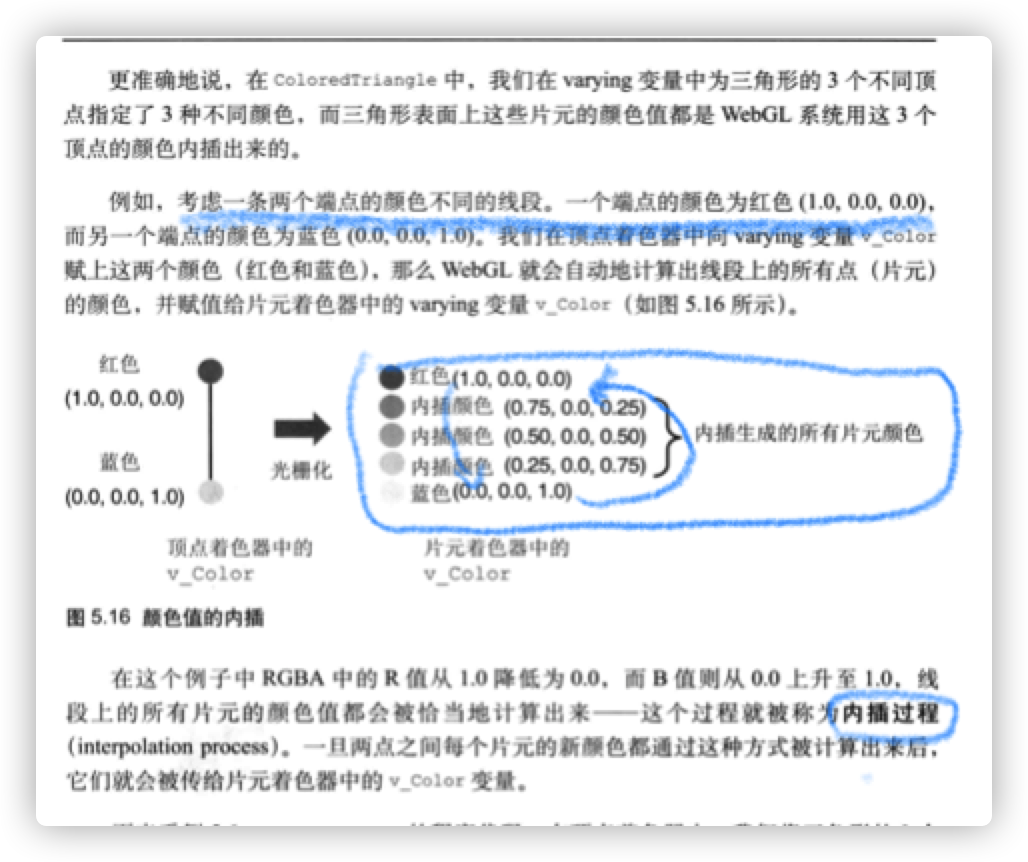 更准确地说，在 ColoredTriangle 中，我们在 varying 变量中为三角形的 3 个不同顶
点指定了 3 种不同颜色，而三角形表面上这些片元的颜色值都是 WebGL 系统用这 3 个
顶点的颜色内插出来的。
例如，考虑一条两个端点的颜色不同的线段。一个端点的颜色为红色 (1.0, 0.0, 0.0)，
而另一个端点的颜色为蓝色 (0.0, 0.0, 1.0)。我们在顶点着色器中向 varying 变量 v_Color
赋上这两个颜色（红色和蓝色），那么 WebGL 就会自动地计算出线段上的所有点（片元）
的颜色，并赋值给片元着色器中的 varying 变量 v_Color（如图 5.16 所示）。
红色
(1.0, 0.0, 0.0)
蓝色
(0.0, 0.0, 1.0)
光栅化
红色(1.0, 0.0, 0.0)
内插颜色 (0.75, 0.0, 0.25)
内插颜色 (0.50, 0.0, 0.50)
内插颜色 (0.25, 0.0, 0.75)
蓝色(0.0, 0.0, 1.0)
内插生成的所有片元颜色
顶点着色器中的
v_Color
片元着色器中的
v_Color
图 5.16 颜色值的内插
在这个例子中 RGBA 中的 R 值从 1.0 降低为 0.0，而 B 值则从 0.0 上升至 1.0，线
段上的所有片元的颜色值都会被恰当地计算出来——这个过程就被称为内插过程
(interpolation process)。一旦两点之间每个片元的新颜色都通过这种方式被计算出来后，
它们就会被传给片元着色器中的 v_Color 变量。